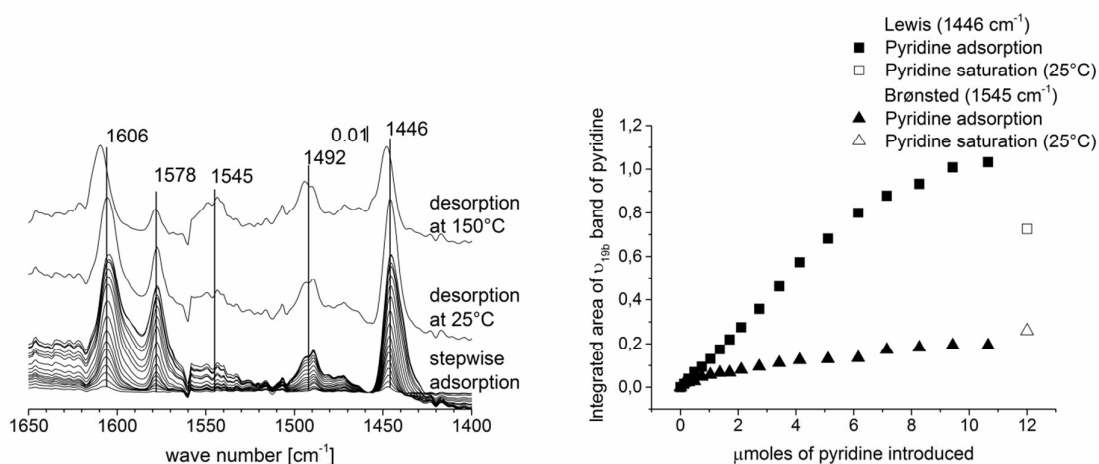 1606
1578
1545
1492
0.01
1446
desorption
at 150°C
desorption
at 25°C
stepwise
adsorption
1650
1600
1550
1500
1450
1400
wave number [cm-1]
Lewis (1446 cm-1)
Pyridine adsorption
Pyridine saturation (25°C)
Brønsted (1545 cm-1)
Pyridine adsorption
Pyridine saturation (25°C)
Integrated area of υ19b band of pyridine
1,2
1,0
0,8
0,6
0,4
0,2
0,0
0
2
4
6
8
10
12
μmoles of pyridine introduced